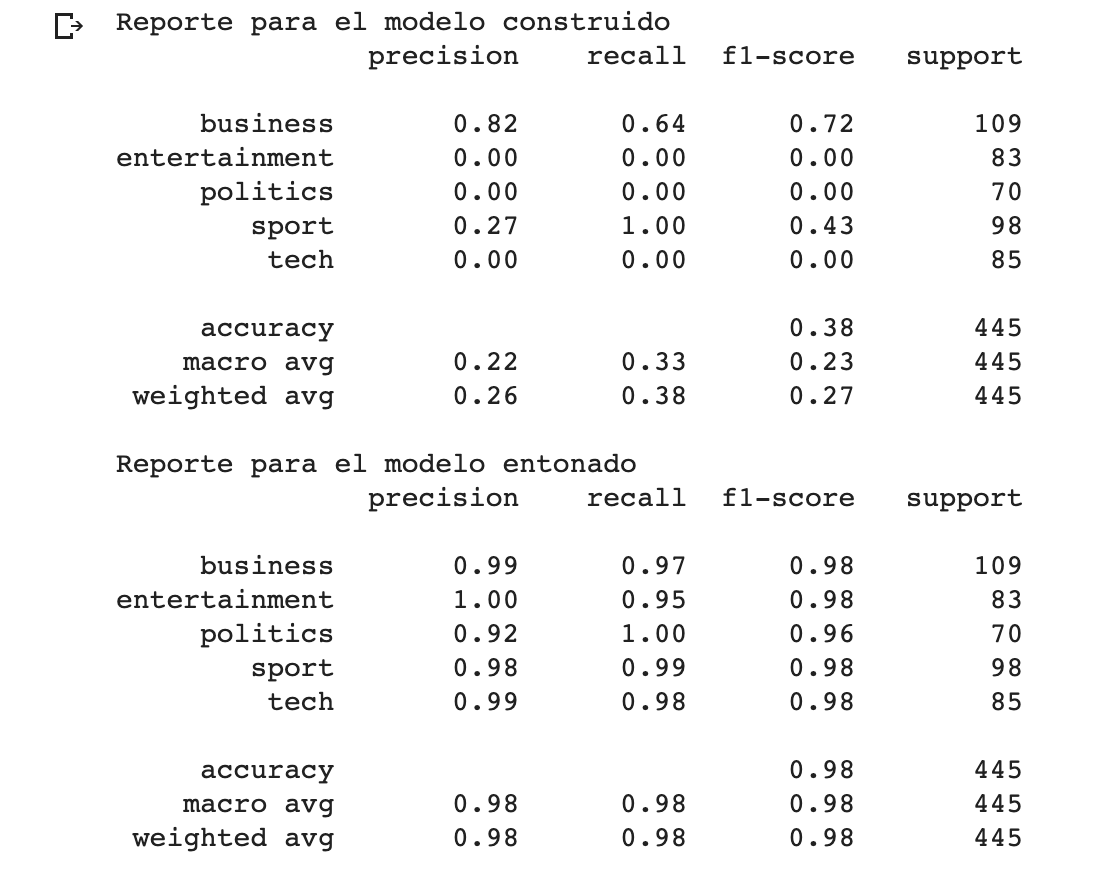 Reporte para el modelo construido
precision recall f1-score support
business 0.82 0.64 0.72 109
entertainment 0.00 0.00 0.00 83
politics 0.00 0.00 0.00 70
sport 0.27 1.00 0.43 98
tech 0.00 0.00 0.00 85
accuracy 0.38 445
macro avg 0.22 0.33 0.23 445
weighted avg 0.26 0.38 0.27 445
Reporte para el modelo entonado
precision recall f1-score support
business 0.99 0.97 0.98 109
entertainment 1.00 0.95 0.98 83
politics 0.92 1.00 0.96 70
sport 0.98 0.99 0.98 98
tech 0.99 0.98 0.98 85
accuracy 0.98 445
macro avg 0.98 0.98 0.98 445
weighted avg 0.98 0.98 0.98 445